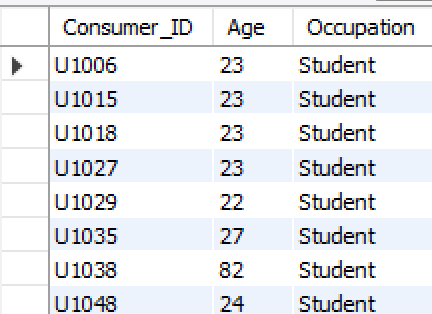 Consumer_ID Age Occupation
U1006 23 Student
U1015 23 Student
U1018 23 Student
U1027 23 Student
U1029 22 Student
U1035 27 Student
U1038 82 Student
U1048 24 Student